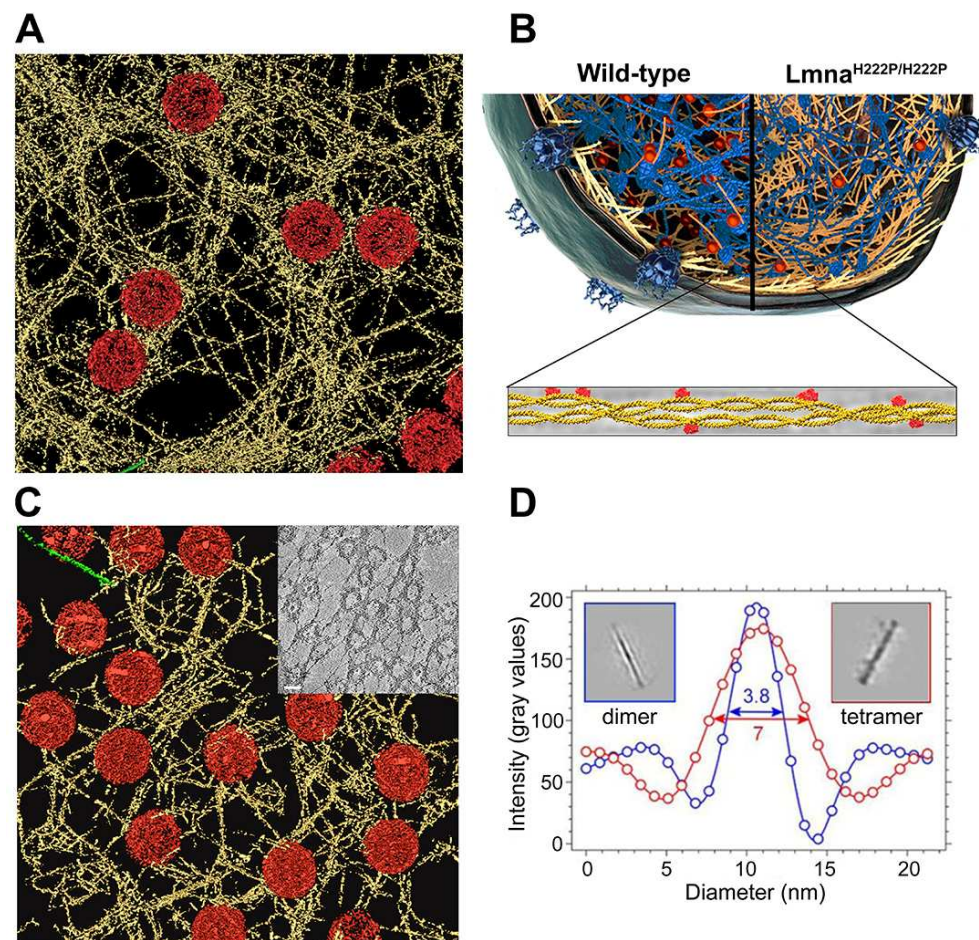 A
B
Wild-type
Lmna^H222P/H222P
C
D
200
150
100
50
0
Intensity (gray values)
dimer
3.8
7
tetramer
0
5
10
15
20
Diameter (nm)